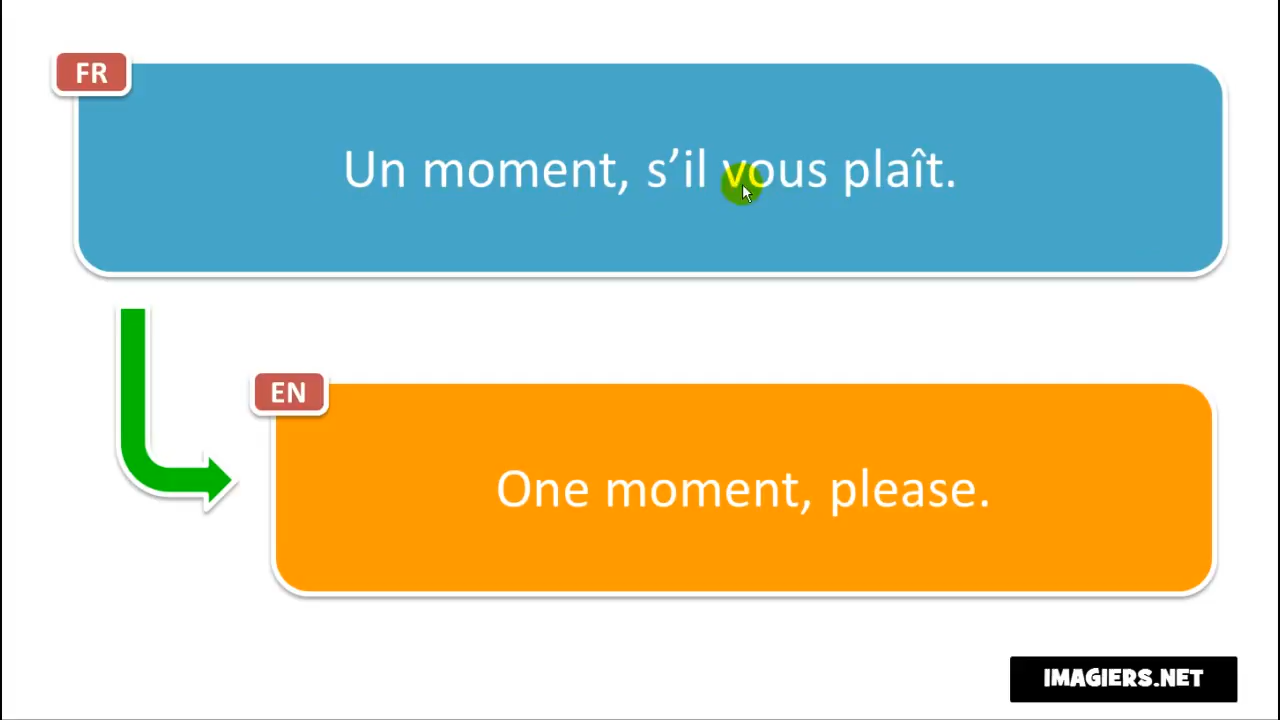 FR
Un moment, s’il vous plaît.
EN
One moment, please.
IMAGIERS.NET